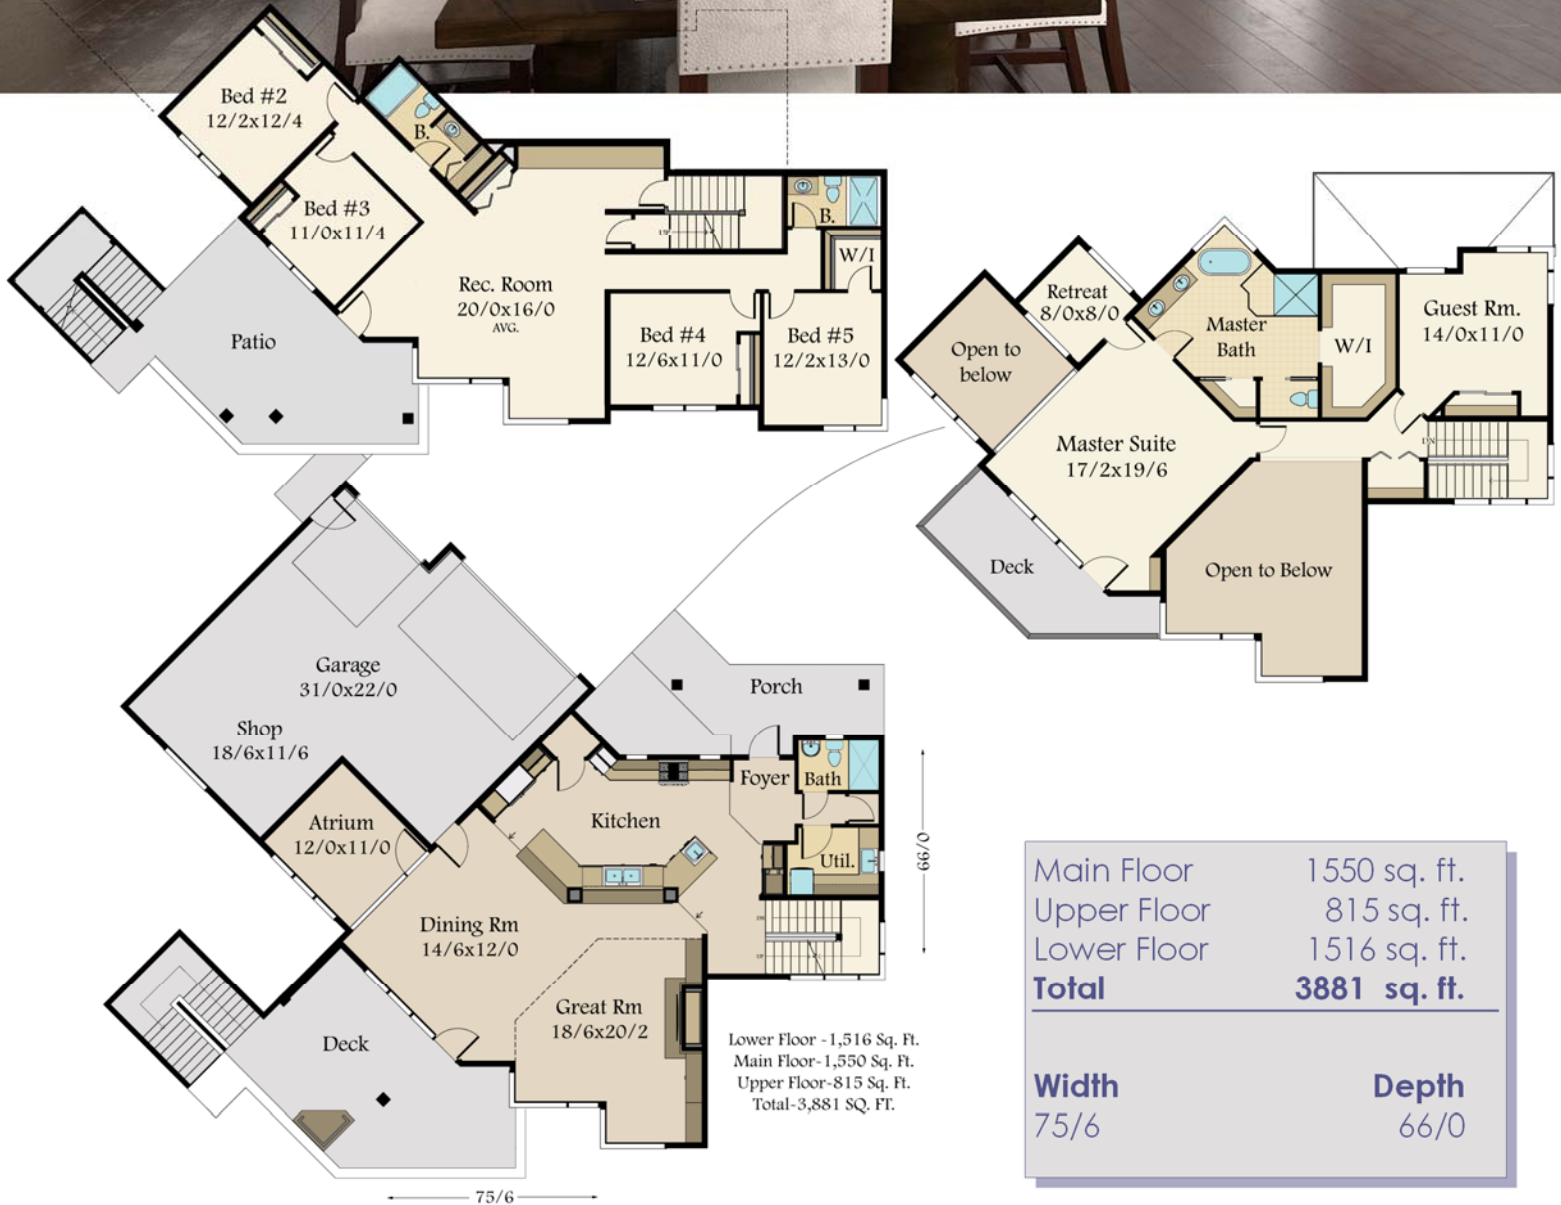 Bed #2
12/2x12/4
B.
Bed #3
11/0x11/4
Rec. Room
20/0x16/0
AVG.
UP
B.
W/I
Bed #4
12/6x11/0
Bed #5
12/2x13/0
Patio
Retreat
8/0x8/0
Open to
below
Master
Bath
W/I
Guest Rm.
14/0x11/0
Master Suite
17/2x19/6
DN
Deck
Open to Below
Garage
31/0x22/0
Shop
18/6x11/6
Porch
Foyer
Bath
Kitchen
Util.
Atrium
12/0x11/0
Dining Rm
14/6x12/0
DN
UP
Great Rm
18/6x20/2
Deck
66/0
75/6
Lower Floor -1,516 Sq. Ft.
Main Floor-1,550 Sq. Ft.
Upper Floor-815 Sq. Ft.
Total-3,881 SQ. FT.
Main Floor 1550 sq. ft.
Upper Floor 815 sq. ft.
Lower Floor 1516 sq. ft.
Total 3881 sq. ft.
Width Depth
75/6 66/0